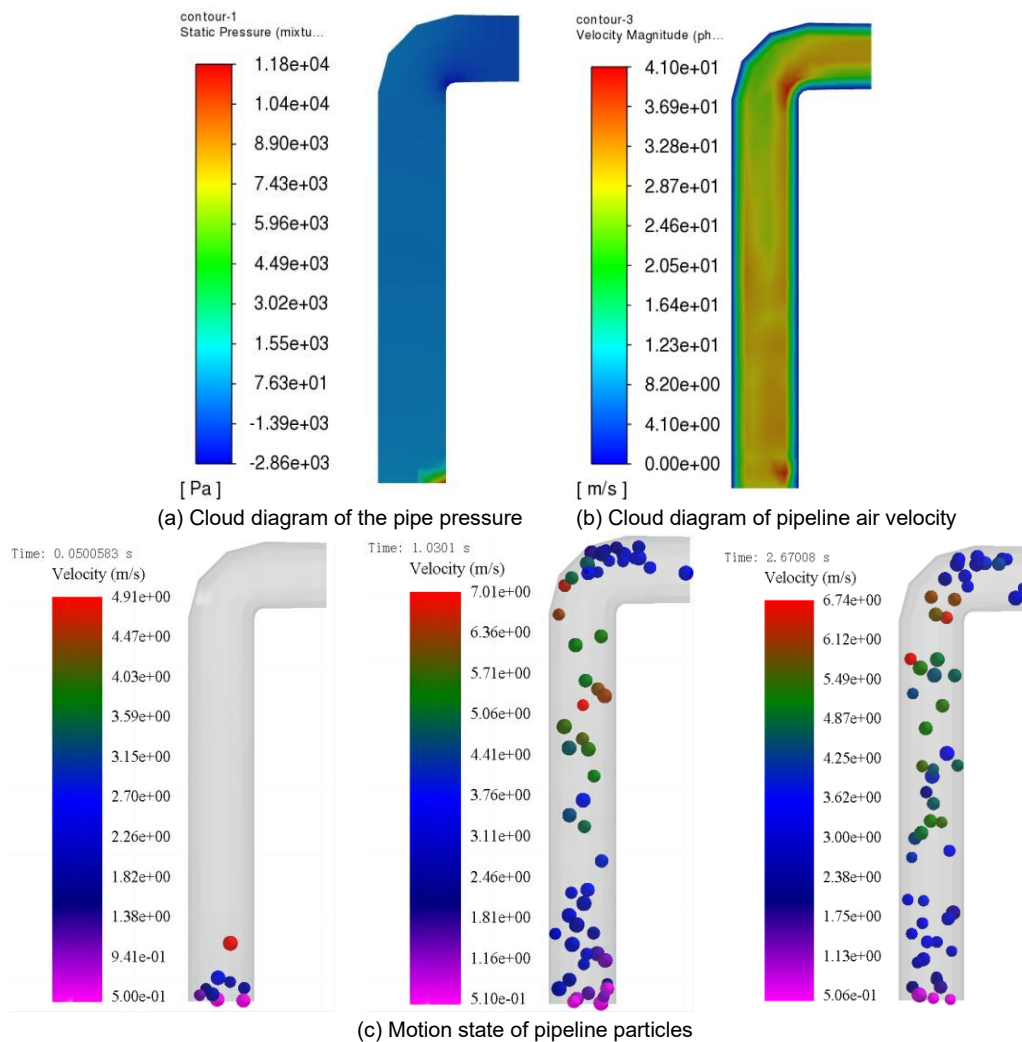 contour-1
Static Pressure (mixtu...
1.18e+04
1.04e+04
8.90e+03
7.43e+03
5.96e+03
4.49e+03
3.02e+03
1.55e+03
7.63e+01
-1.39e+03
-2.86e+03
[ Pa ]
contour-3
Velocity Magnitude (ph...
4.10e+01
3.69e+01
3.28e+01
2.87e+01
2.46e+01
2.05e+01
1.64e+01
1.23e+01
8.20e+00
4.10e+00
0.00e+00
[ m/s ]
(a) Cloud diagram of the pipe pressure
(b) Cloud diagram of pipeline air velocity
Time: 0.0500583 s
Velocity (m/s)
4.91e+00
4.47e+00
4.03e+00
3.59e+00
3.15e+00
2.70e+00
2.26e+00
1.82e+00
1.38e+00
9.41e-01
5.00e-01
Time: 1.0301 s
Velocity (m/s)
7.01e+00
6.36e+00
5.71e+00
5.06e+00
4.41e+00
3.76e+00
3.11e+00
2.46e+00
1.81e+00
1.16e+00
5.10e-01
Time: 2.67008 s
Velocity (m/s)
6.74e+00
6.12e+00
5.49e+00
4.87e+00
4.25e+00
3.62e+00
3.00e+00
2.38e+00
1.75e+00
1.13e+00
5.06e-01
(c) Motion state of pipeline particles